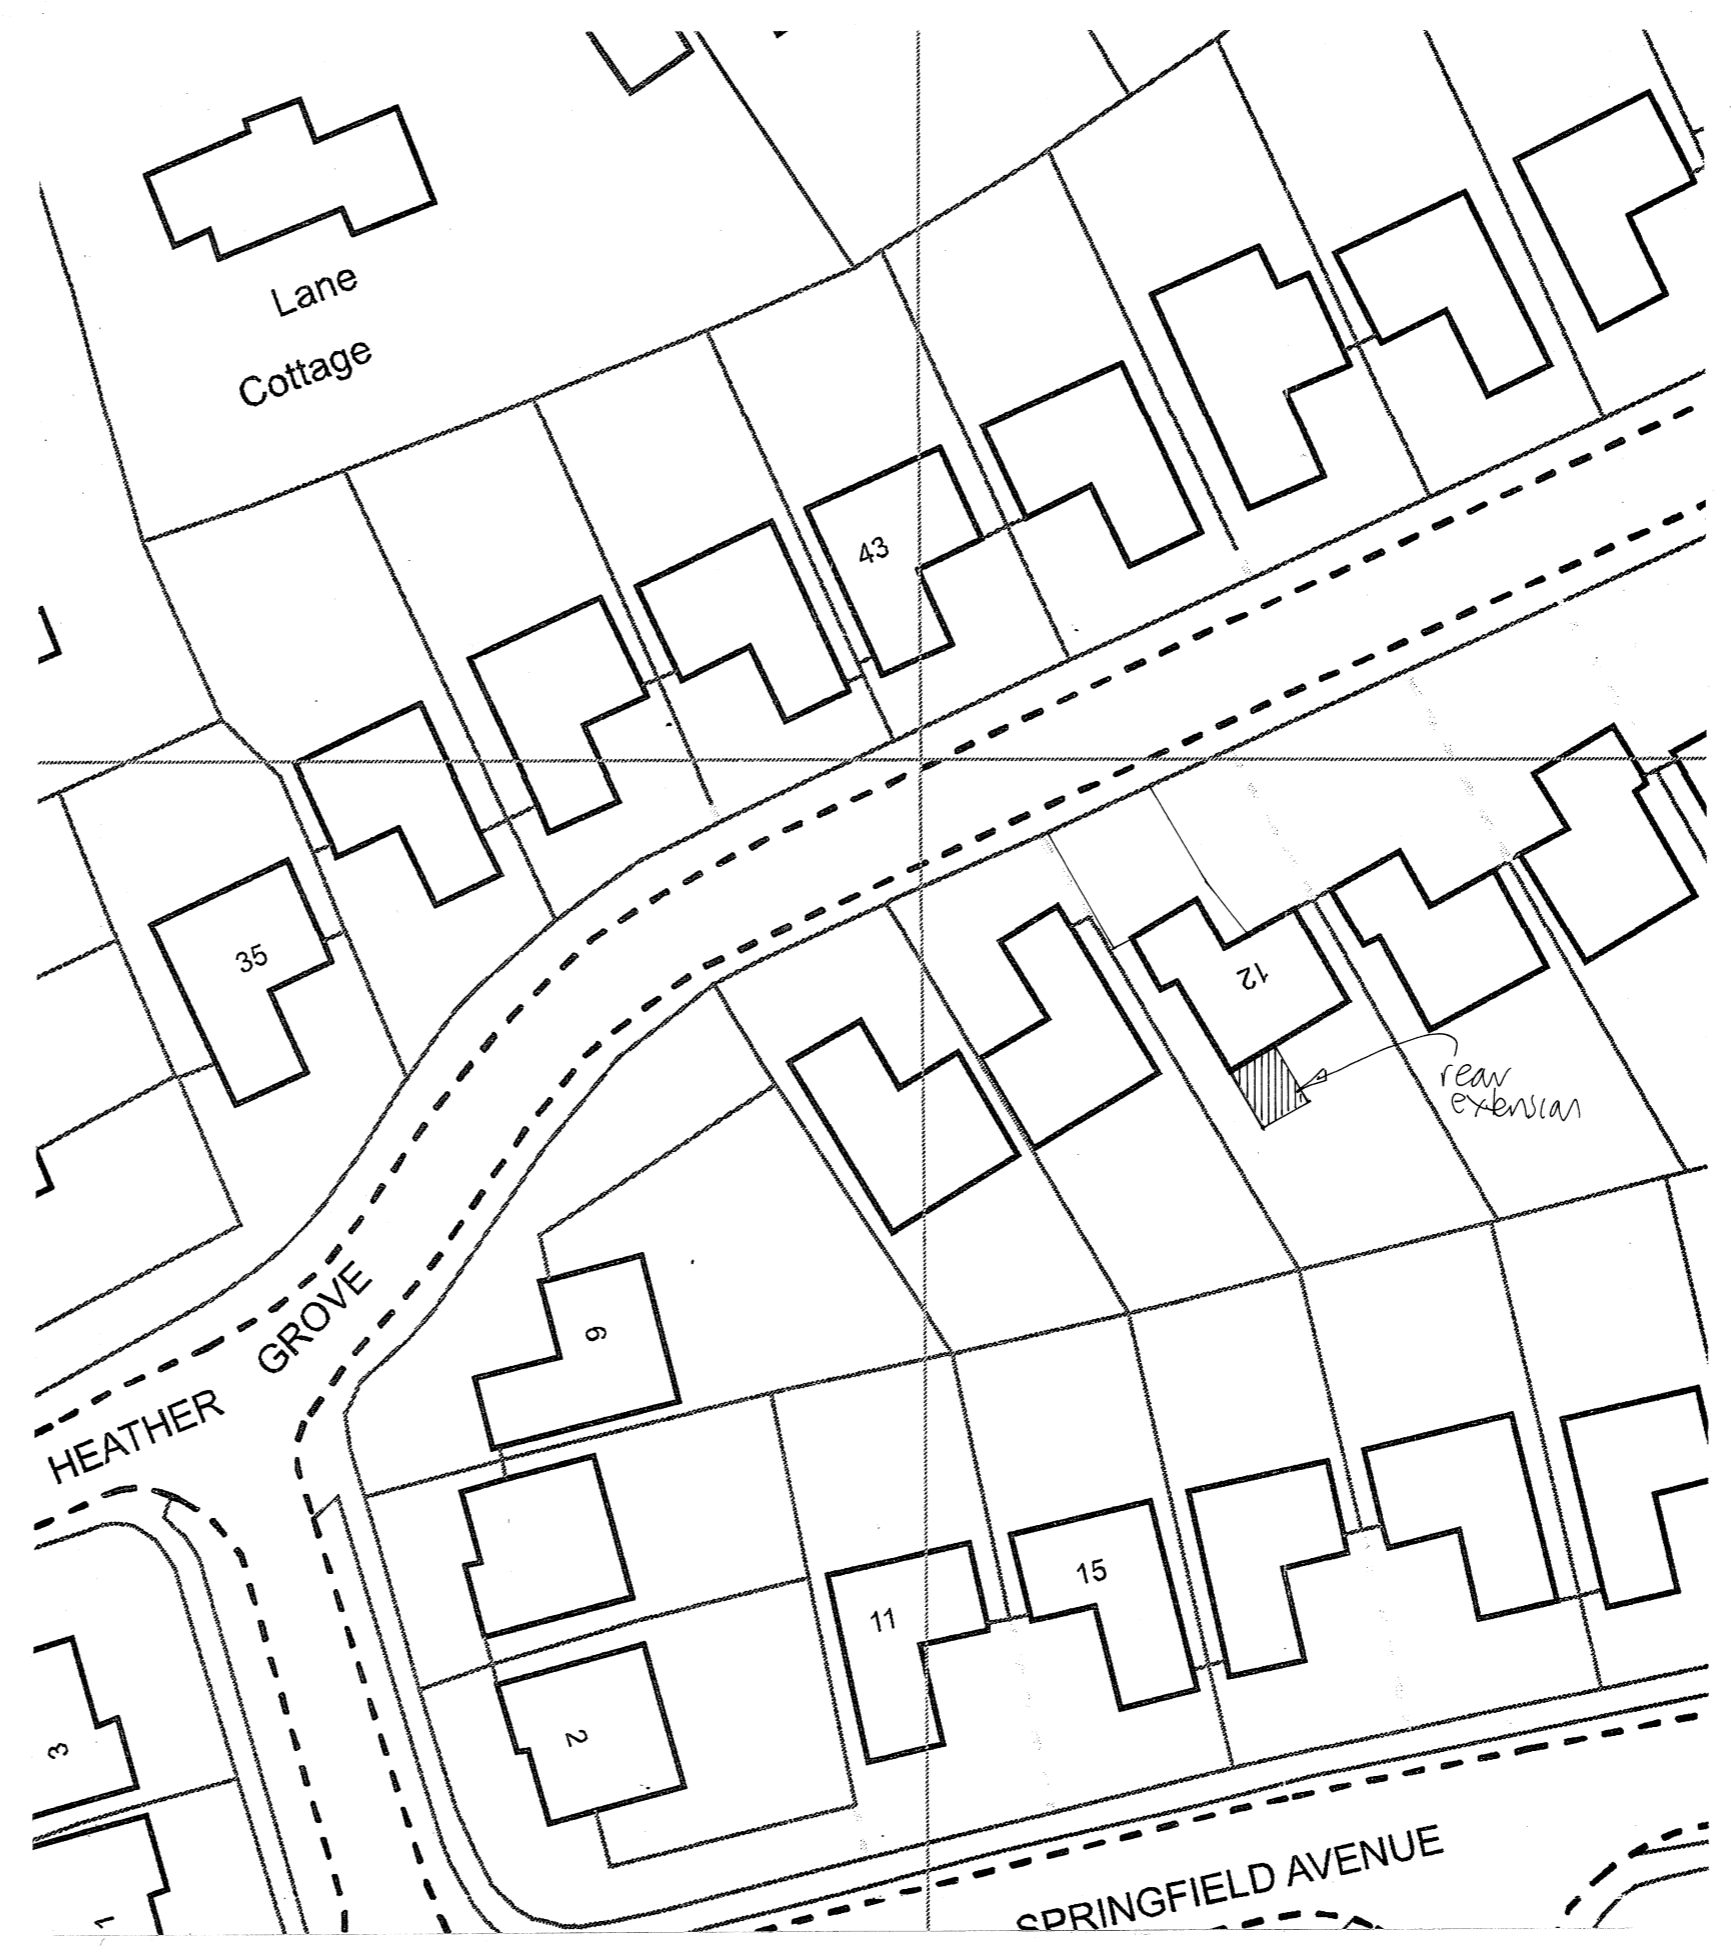 Lane
Cottage
43
35
12
rear
extension
6
GROVE
HEATHER
15
11
2
3
1
SPRINGFIELD AVENUE